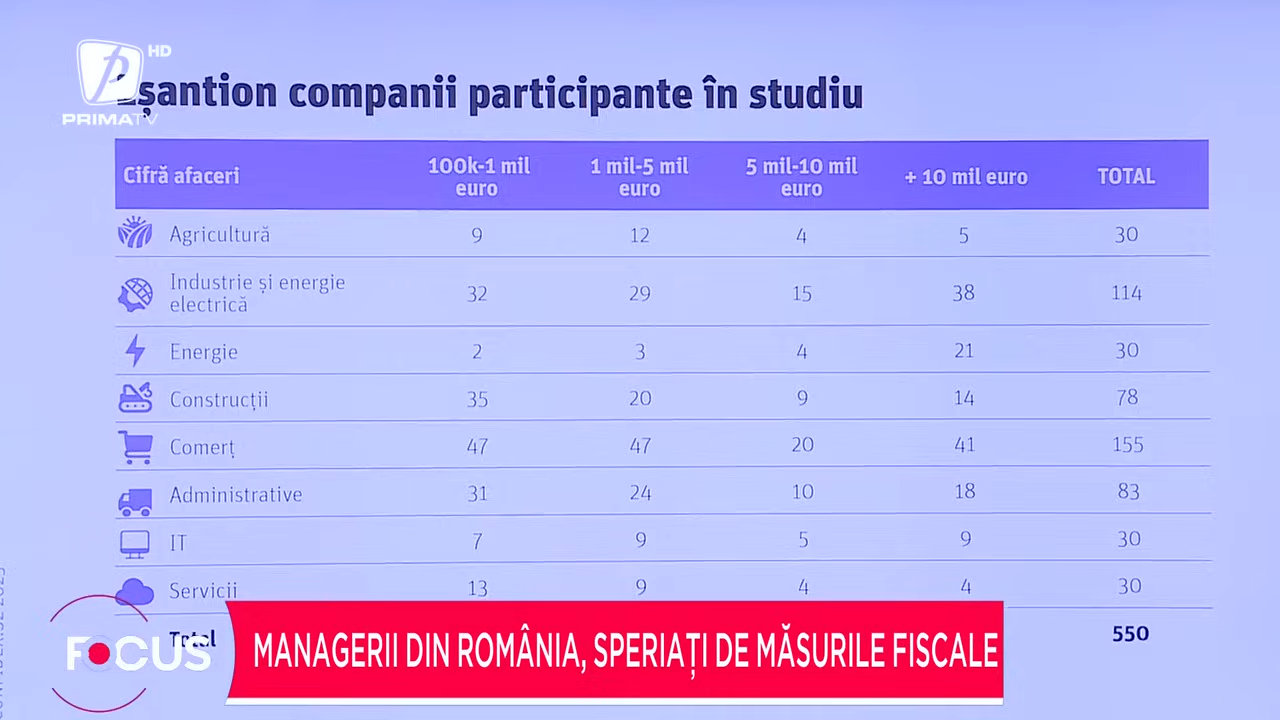 HD
PRIMATV
Eșantion companii participante în studiu
Cifră afaceri 100k-1 mil euro 1 mil-5 mil euro 5 mil-10 mil euro + 10 mil euro TOTAL
Agricultură 9 12 4 5 30
Industrie și energie electrică 32 29 15 38 114
Energie 2 3 4 21 30
Construcții 35 20 9 14 78
Comerț 47 47 20 41 155
Administrative 31 24 10 18 83
IT 7 9 5 9 30
Servicii 13 9 4 4 30
Total 550
FOCUS
MANAGERII DIN ROMÂNIA, SPERIAȚI DE MĂSURILE FISCALE